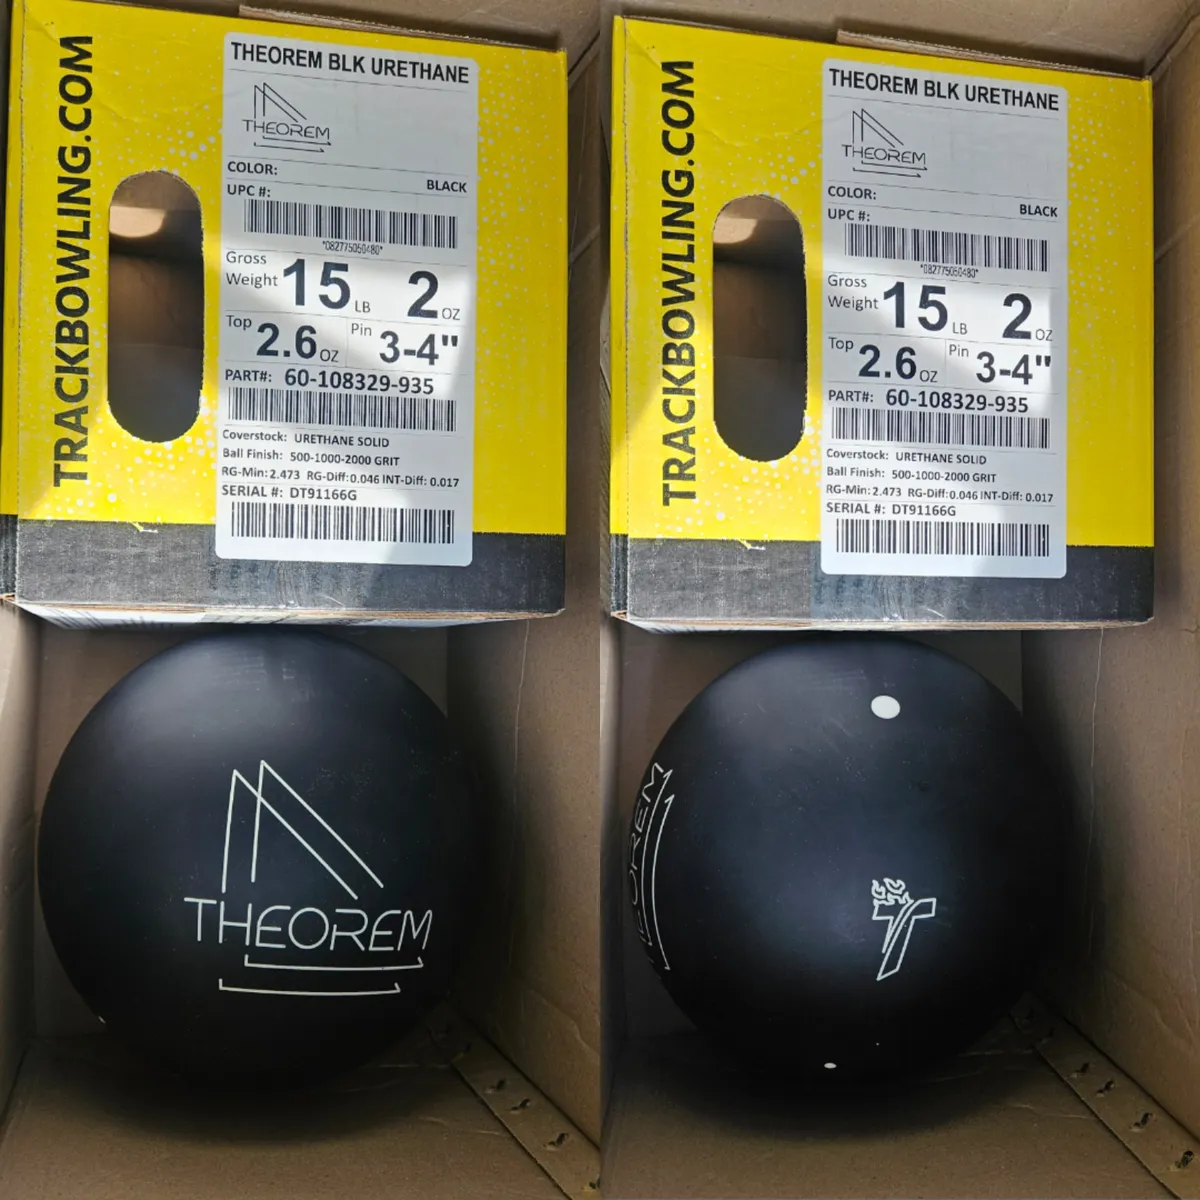 TRACKBOWLING.COM
THEOREM BLK URETHANE
THEOREM
COLOR:
BLACK
UPC #:
*082775050480*
Gross
Weight 15 LB 2 OZ
Top 2.6 OZ Pin 3-4"
PART#: 60-108329-935
Coverstock: URETHANE SOLID
Ball Finish: 500-1000-2000 GRIT
RG-Min: 2.473 RG-Diff: 0.046 INT-Diff: 0.017
SERIAL #: DT91166G
THEOREM
TRACKBOWLING.COM
THEOREM BLK URETHANE
THEOREM
COLOR:
BLACK
UPC #:
*082775050480*
Gross
Weight 15 LB 2 OZ
Top 2.6 OZ Pin 3-4"
PART#: 60-108329-935
Coverstock: URETHANE SOLID
Ball Finish: 500-1000-2000 GRIT
RG-Min: 2.473 RG-Diff: 0.046 INT-Diff: 0.017
SERIAL #: DT91166G
THEOREM
T